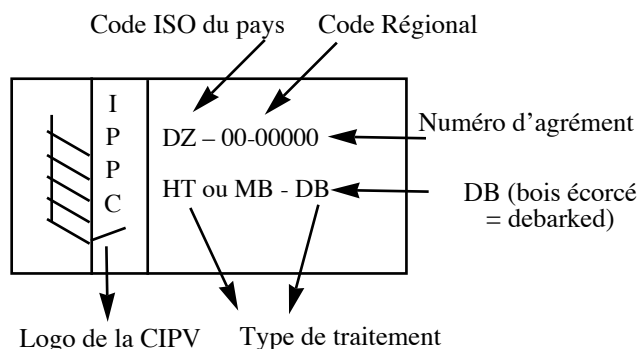 Code ISO du pays
Code Régional
I
P
P
C
DZ – 00-00000
Numéro d’agrément
HT ou MB - DB
DB (bois écorcé
= debarked)
Logo de la CIPV
Type de traitement